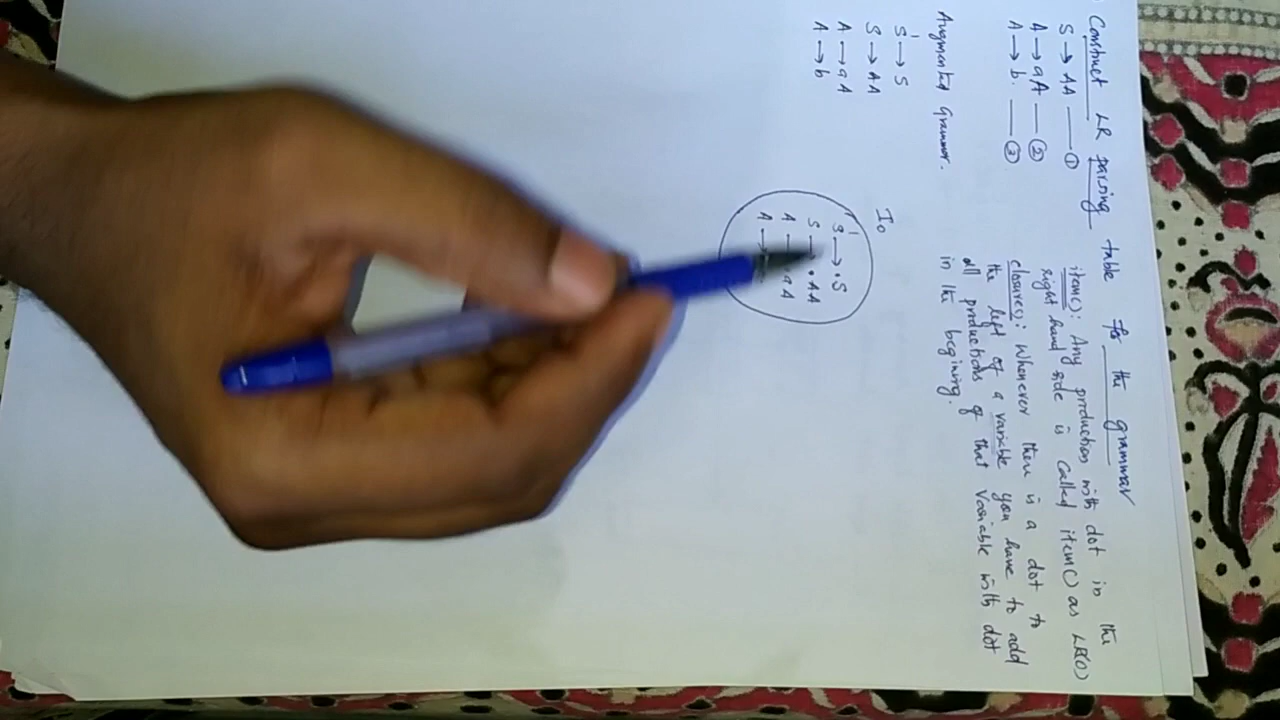 Construct LR parsing table for the grammar
S → AA — ①
A → aA — ②
A → b. — ③
item(): Any production with dot in the
right hand side is called item() as LR(0)
closures: Whenever there is a dot to
the left of a variable you have to add
all productions of that variable with dot
in the begining.
Augmented Grammar.
S' → S
S → AA
A → aA
A → b
I0
S' → .S
S → .AA
A → .aA
A →